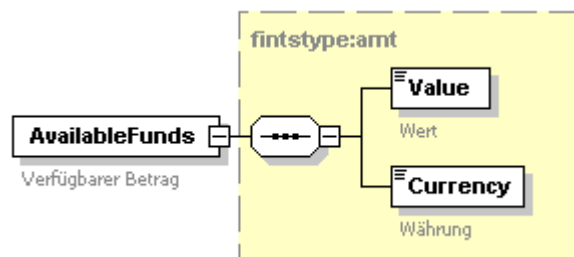 fintstype:amt
Value
Wert
AvailableFunds
Verfügbarer Betrag
Currency
Währung